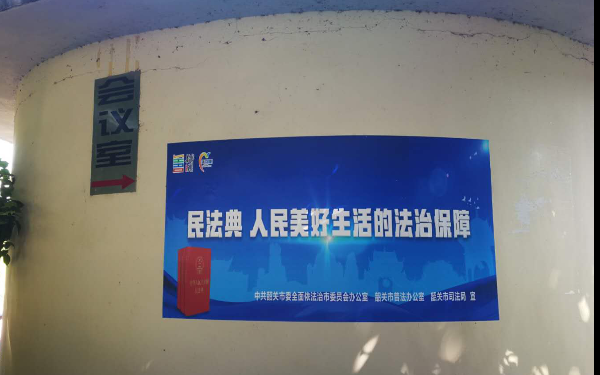 会议室
民法典 人民美好生活的法治保障
中共韶关市委全面依法治市委员会办公室 韶关市普法办公室 韶关市司法局 宣